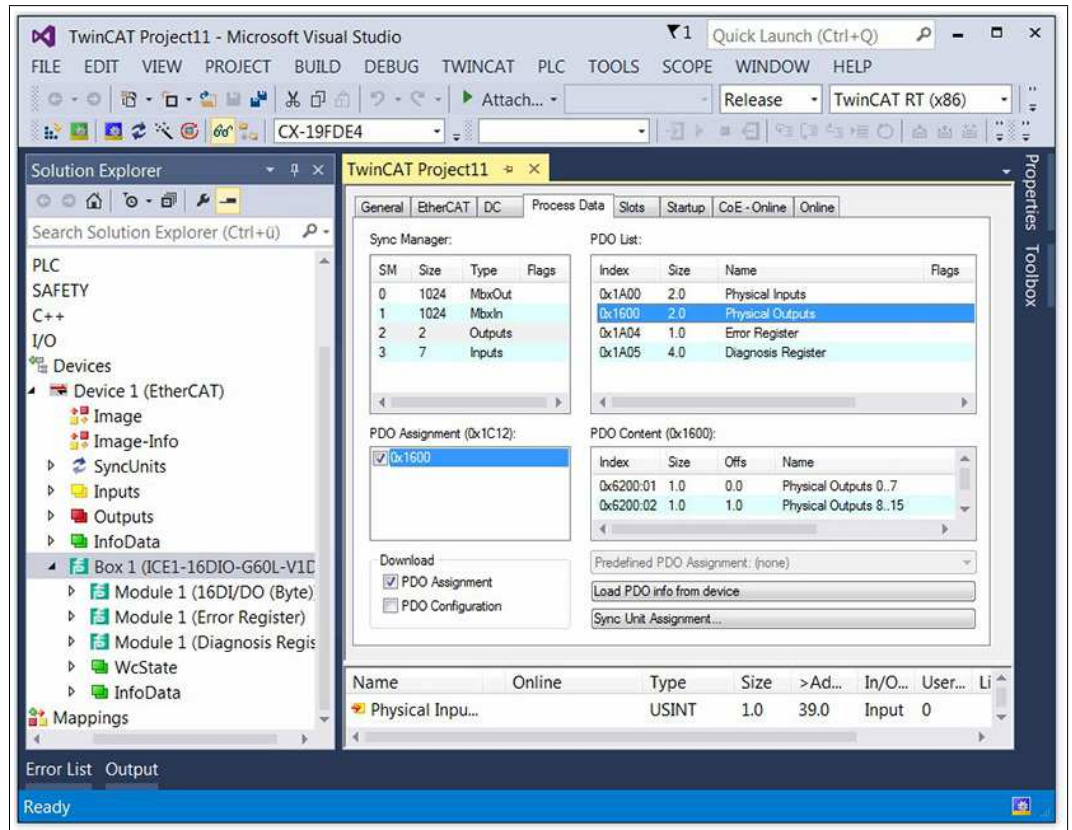 TwinCAT Project11 - Microsoft Visual Studio
1
Quick Launch (Ctrl+Q)
FILE EDIT VIEW PROJECT BUILD DEBUG TWINCAT PLC TOOLS SCOPE WINDOW HELP
Attach... Release TwinCAT RT (x86)
CX-19FDE4
Solution Explorer
Search Solution Explorer (Ctrl+ü)
PLC
SAFETY
C++
I/O
Devices
Device 1 (EtherCAT)
Image
Image-Info
SyncUnits
Inputs
Outputs
InfoData
Box 1 (ICE1-16DIO-G60L-V1D
Module 1 (16DI/DO (Byte)
Module 1 (Error Register)
Module 1 (Diagnosis Regis
WcState
InfoData
Mappings
TwinCAT Project11
General EtherCAT DC Process Data Slots Startup CoE - Online Online
Sync Manager:
SM Size Type Flags
0 1024 MbxOut
1 1024 MbxIn
2 2 Outputs
3 7 Inputs
PDO List:
Index Size Name Flags
0x1A00 2.0 Physical Inputs
0x1600 2.0 Physical Outputs
0x1A04 1.0 Error Register
0x1A05 4.0 Diagnosis Register
PDO Assignment (0x1C12):
0x1600
PDO Content (0x1600):
Index Size Offs Name
0x6200:01 1.0 0.0 Physical Outputs 0..7
0x6200:02 1.0 1.0 Physical Outputs 8..15
Download
PDO Assignment
PDO Configuration
Predefined PDO Assignment: (none)
Load PDO info from device
Sync Unit Assignment...
Name Online Type Size >Ad... In/O... User... Li
Physical Inpu... USINT 1.0 39.0 Input 0
Properties
Toolbox
Error List Output
Ready